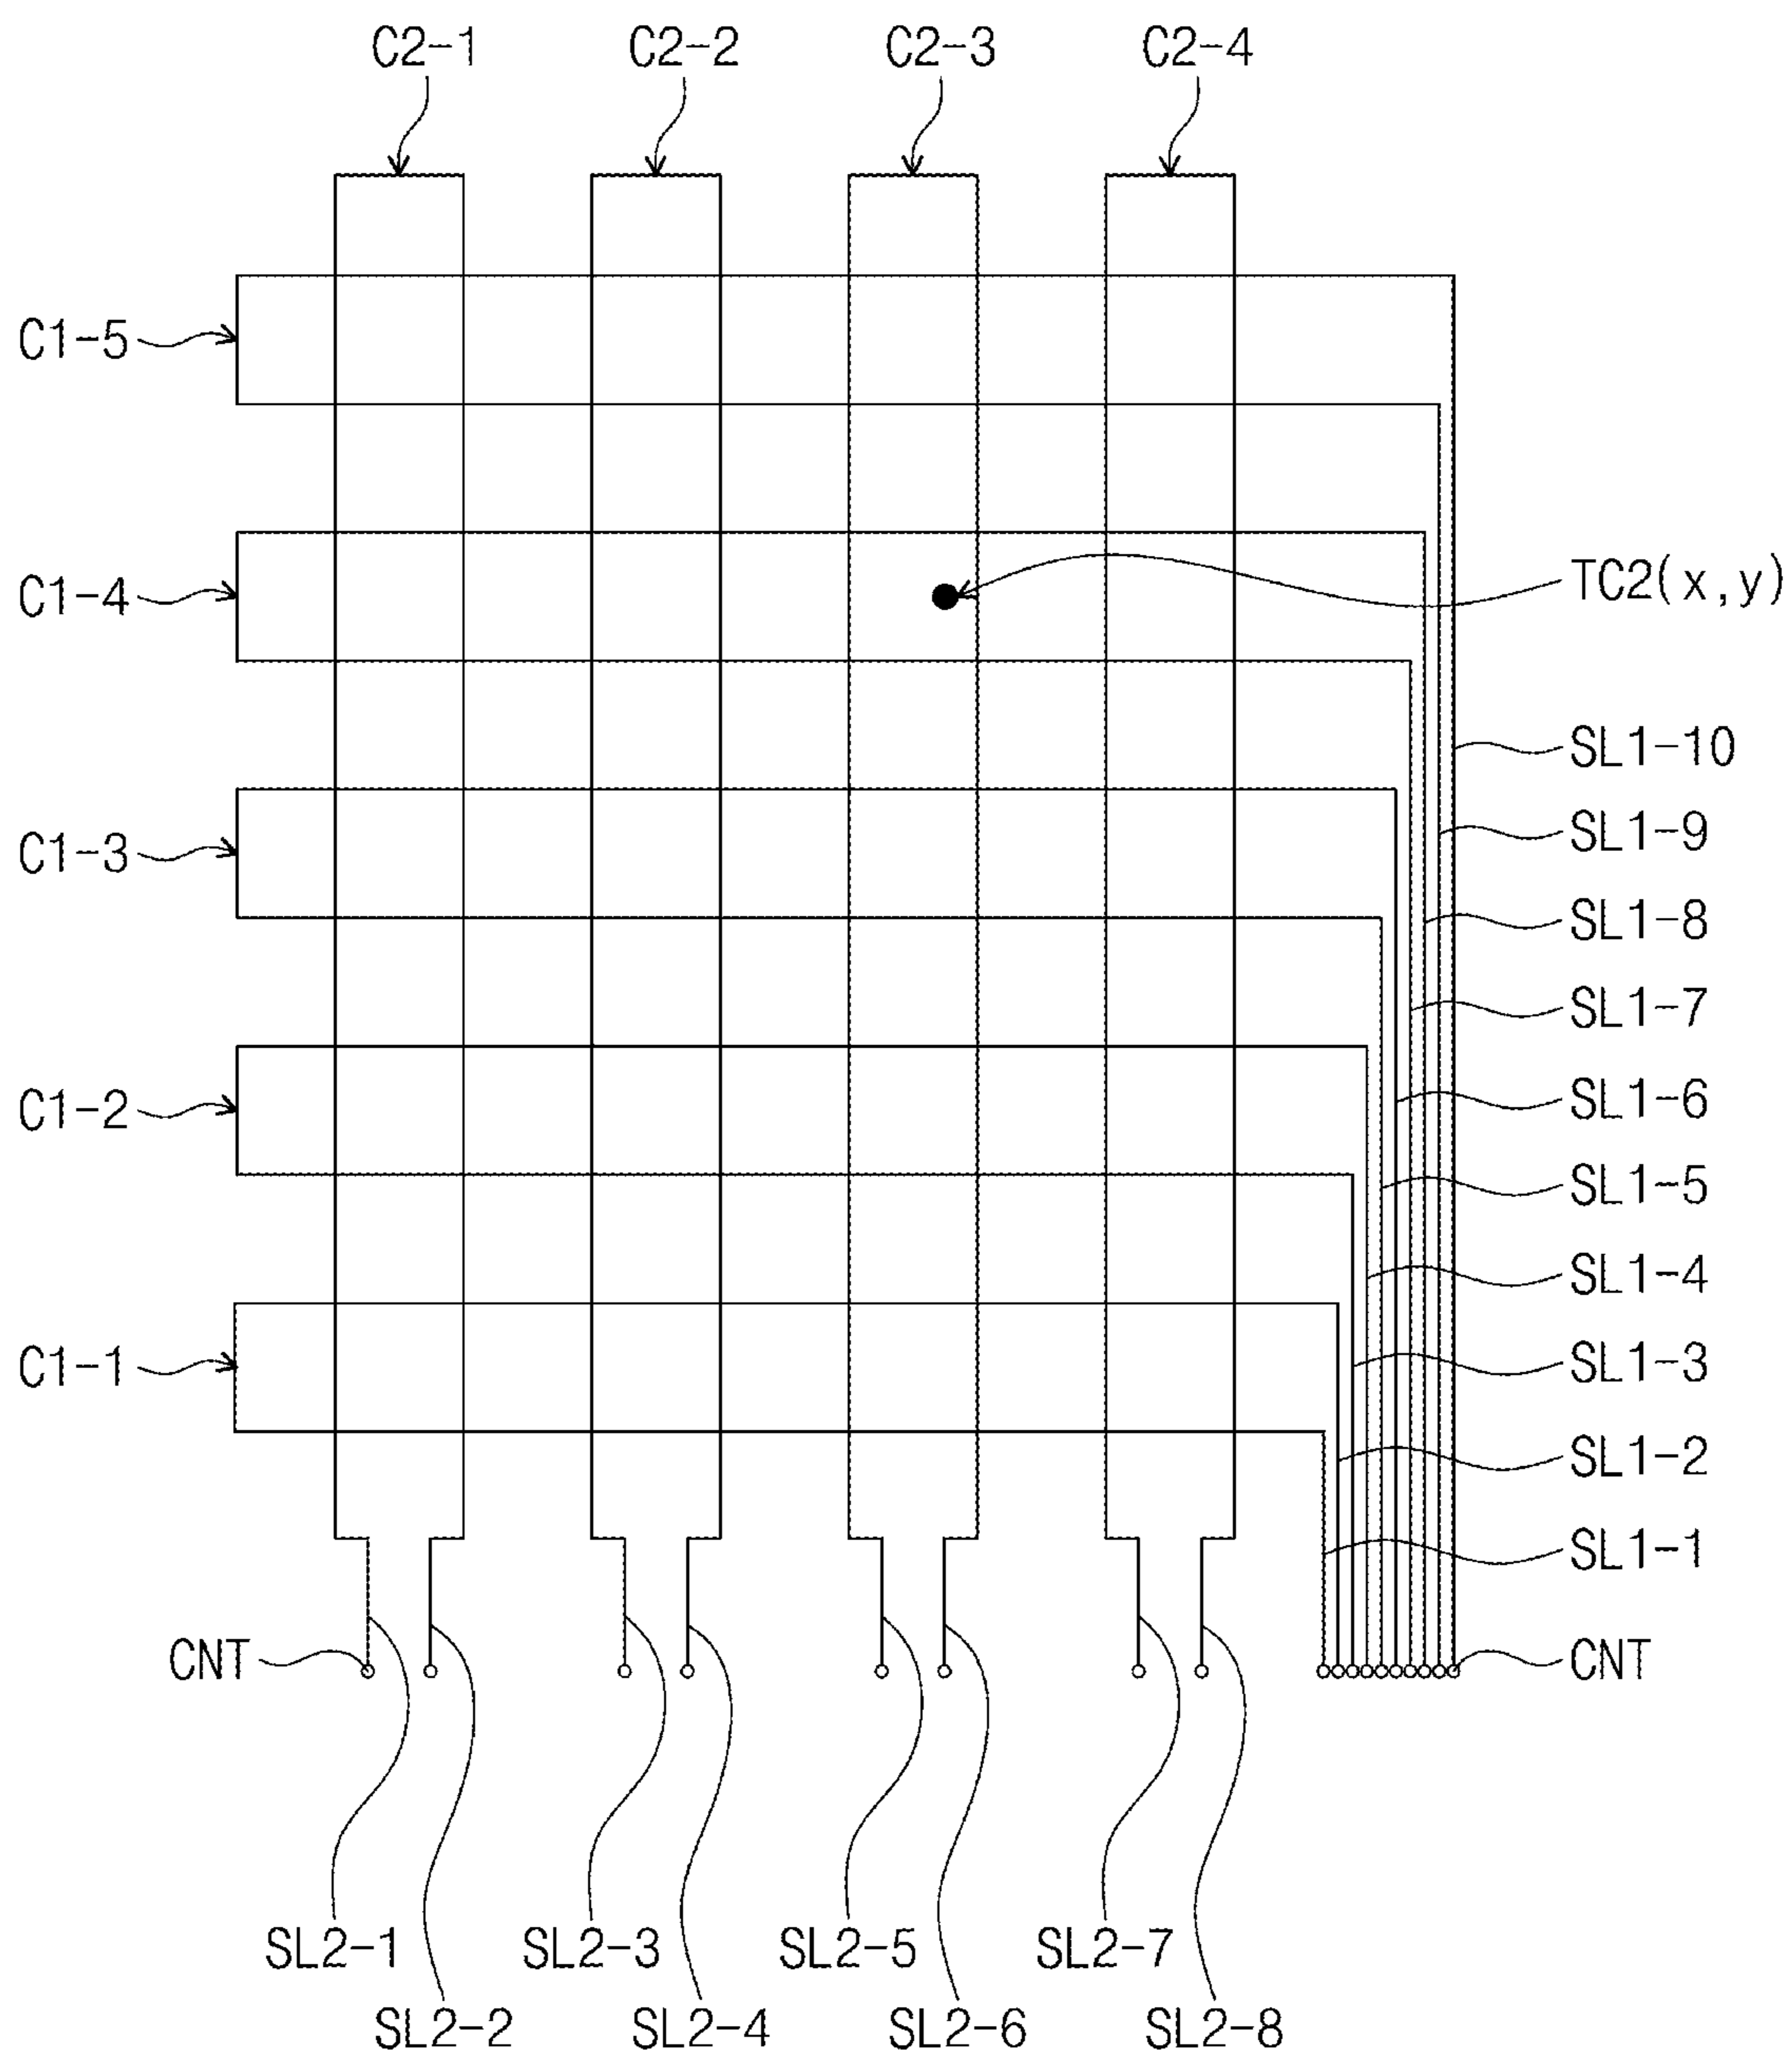 C2-1 C2-2 C2-3 C2-4
C1-5
C1-4
TC2(x,y)
SL1-10
C1-3
SL1-9
SL1-8
SL1-7
C1-2
SL1-6
SL1-5
SL1-4
C1-1
SL1-3
SL1-2
SL1-1
CNT CNT
SL2-1 SL2-3 SL2-5 SL2-7
SL2-2 SL2-4 SL2-6 SL2-8